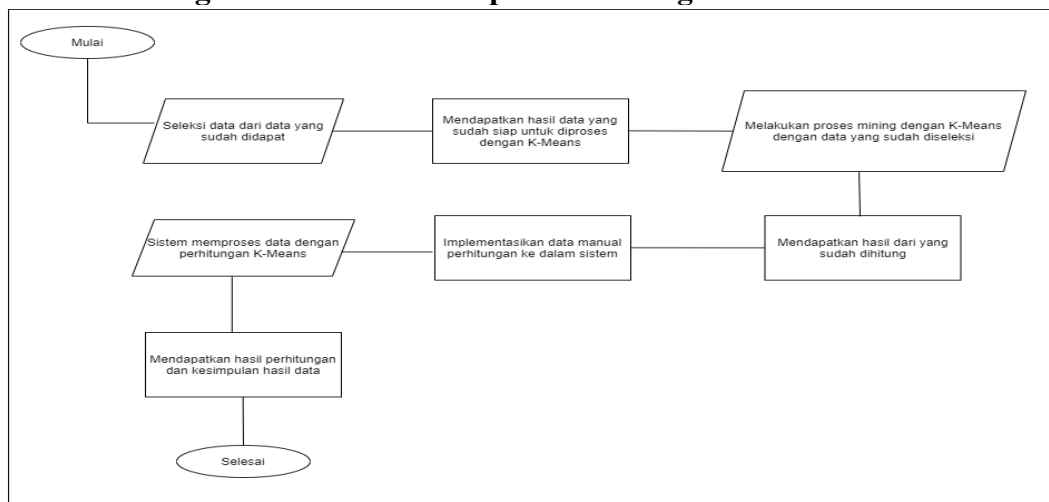 Mulai
Seleksi data dari data yang
sudah didapat
Mendapatkan hasil data yang
sudah siap untuk diproses
dengan K-Means
Melakukan proses mining dengan K-Means
dengan data yang sudah diseleksi
Mendapatkan hasil dari yang
sudah dihitung
Implementasikan data manual
perhitungan ke dalam sistem
Sistem memproses data dengan
perhitungan K-Means
Mendapatkan hasil perhitungan
dan kesimpulan hasil data
Selesai